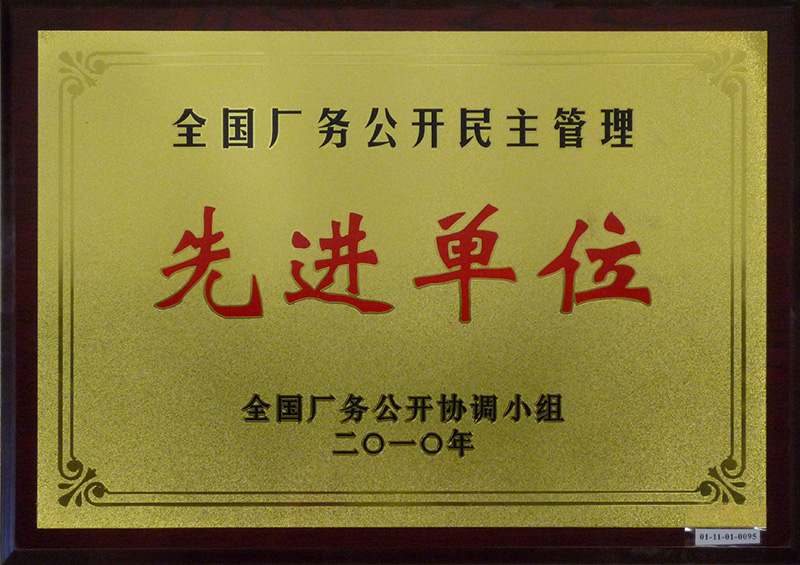 全国厂务公开民主管理
先进单位
全国厂务公开协调小组
二〇一〇年
01-11-01-0095